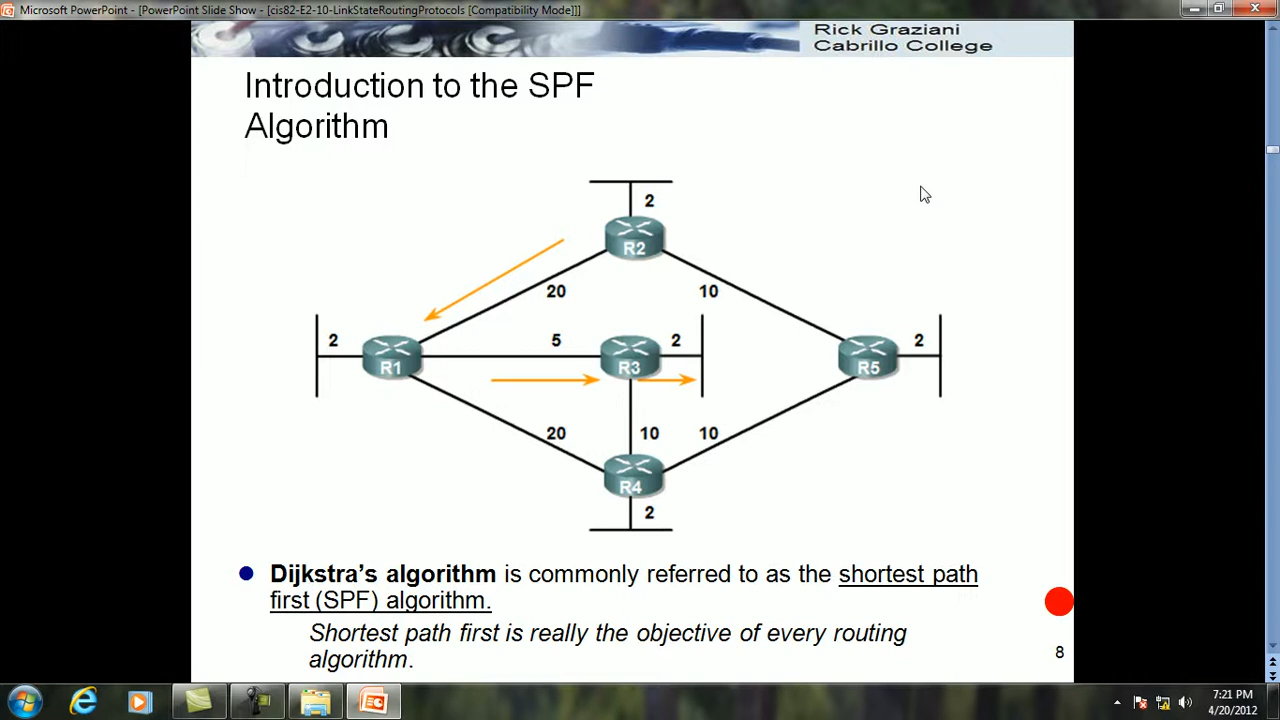 Microsoft PowerPoint - [PowerPoint Slide Show - [cis82-E2-10-LinkStateRoutingProtocols [Compatibility Mode]]]
Rick Graziani
Cabrillo College
Introduction to the SPF
Algorithm
2
R2
20
10
2
R1
5
R3
2
R5
2
20
10
10
R4
2
Dijkstra's algorithm is commonly referred to as the shortest path
first (SPF) algorithm.
Shortest path first is really the objective of every routing
algorithm.
8
7:21 PM
4/20/2012